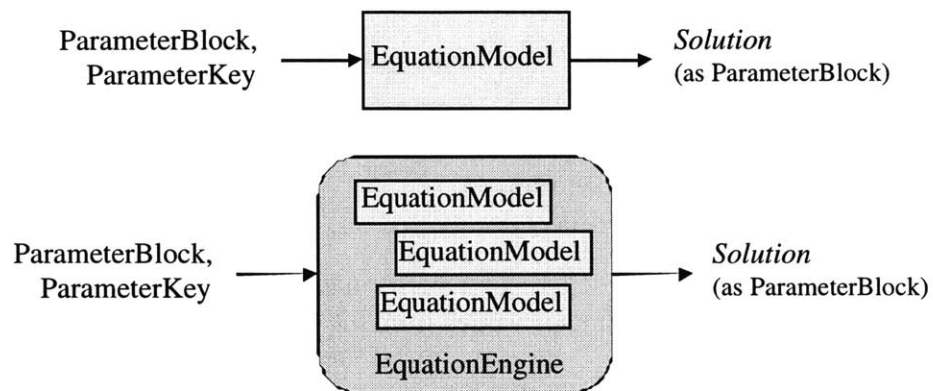 ParameterBlock,
ParameterKey
EquationModel
Solution
(as ParameterBlock)
EquationModel
EquationModel
EquationModel
EquationEngine
ParameterBlock,
ParameterKey
Solution
(as ParameterBlock)